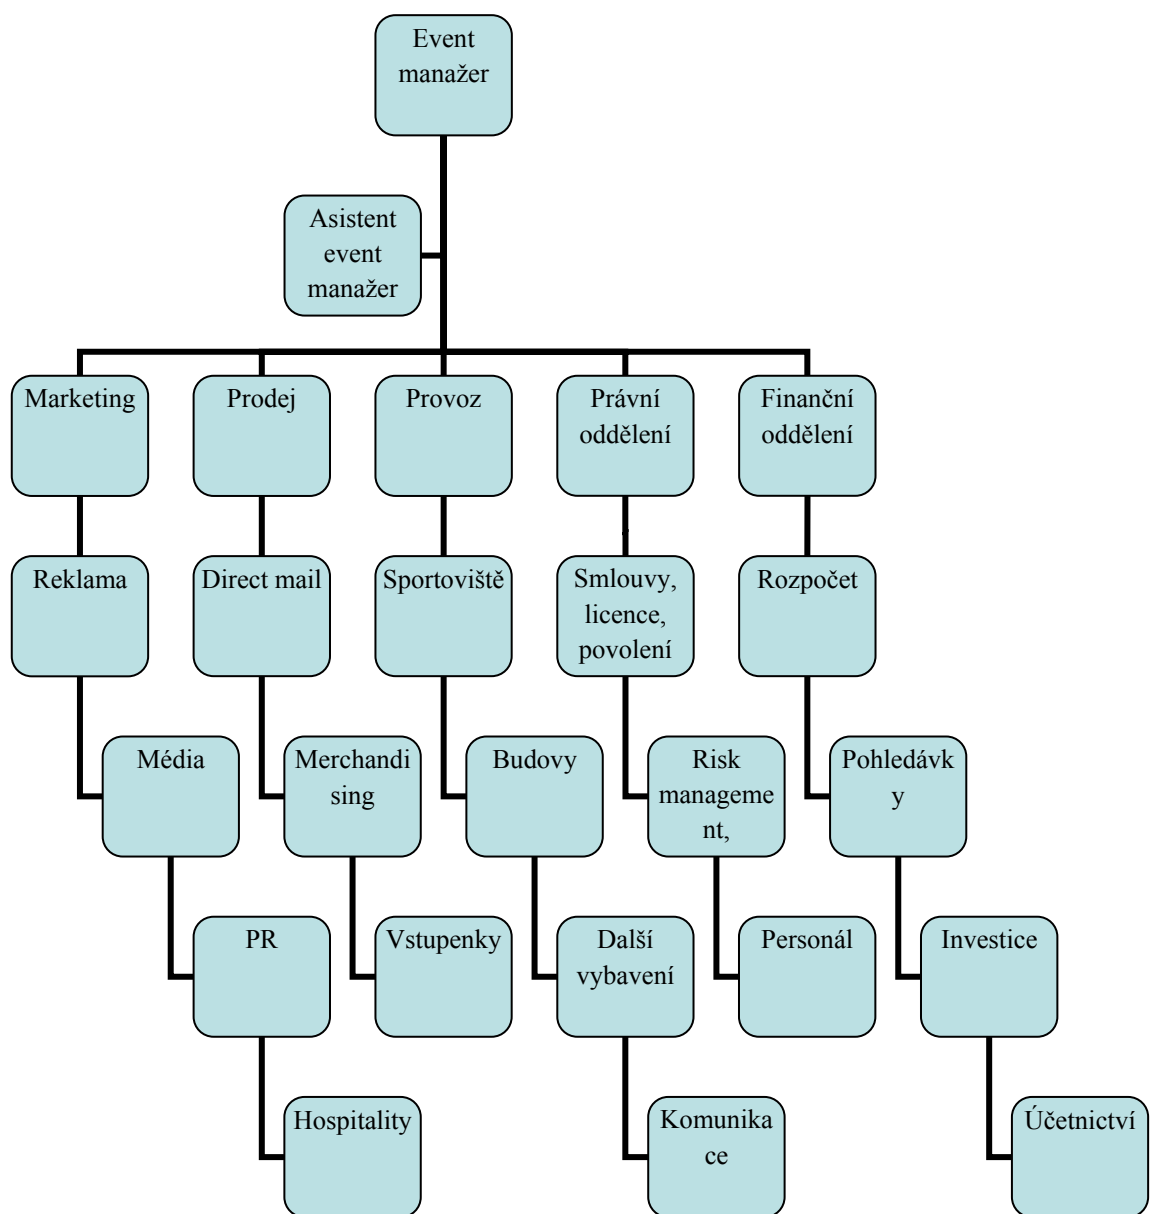 Event
manažer
Asistent
event
manažer
Marketing
Prodej
Provoz
Právní
oddělení
Finanční
oddělení
Reklama
Direct mail
Sportoviště
Smlouvy,
licence,
povolení
Rozpočet
Média
Merchandi
sing
Budovy
Risk
manageme
nt,
Pohledávk
y
PR
Vstupenky
Další
vybavení
Personál
Investice
Hospitality
Komunika
ce
Účetnictví